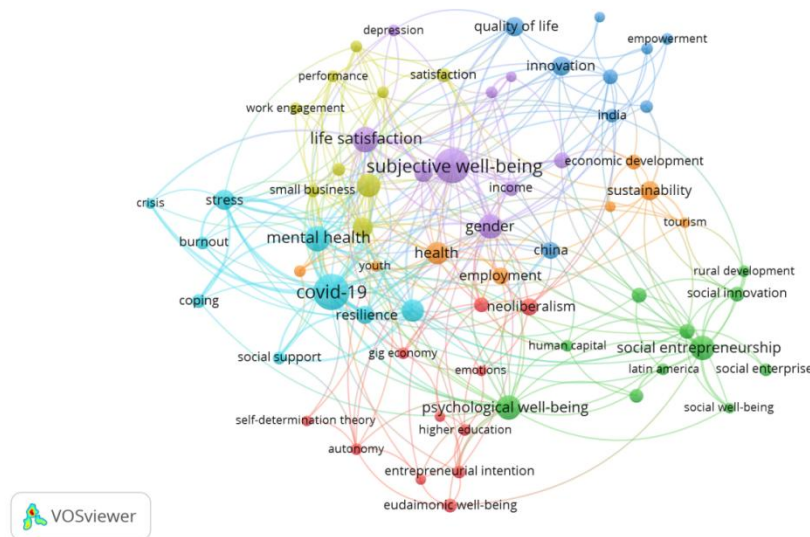 depression
quality of life
empowerment
performance
satisfaction
innovation
work engagement
india
life satisfaction
subjective well-being
economic development
small business
income
sustainability
crisis
stress
tourism
gender
mental health
burnout
china
health
youth
employment
rural development
covid-19
social innovation
coping
neoliberalism
resilience
human capital
social entrepreneurship
gig economy
social support
emotions
latin america
social enterprise
psychological well-being
social well-being
self-determination theory
higher education
autonomy
entrepreneurial intention
eudaimonic well-being
VOSviewer